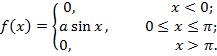 0, x < 0;
f(x) = { a sin x, 0 ≤ x ≤ π;
0, x > π.